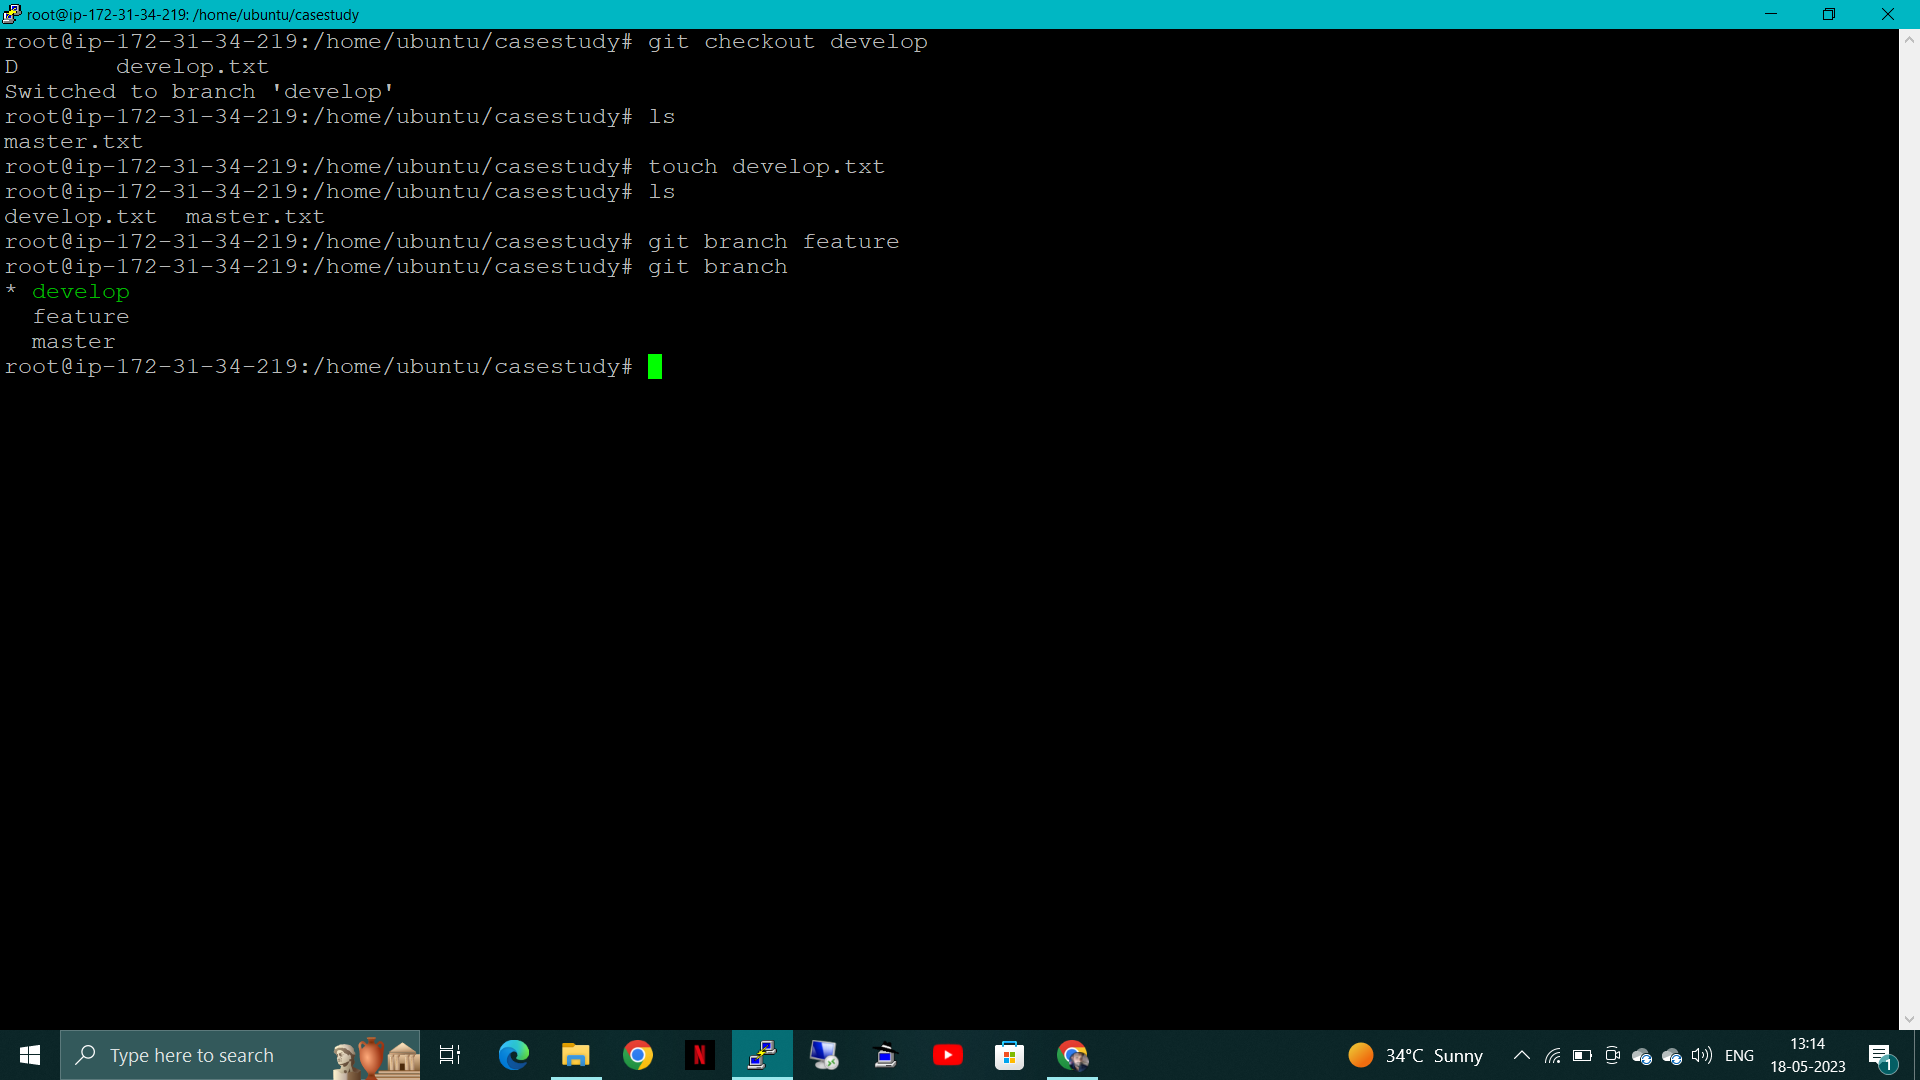 root@ip-172-31-34-219: /home/ubuntu/casestudy
root@ip-172-31-34-219:/home/ubuntu/casestudy# git checkout develop
D       develop.txt
Switched to branch 'develop'
root@ip-172-31-34-219:/home/ubuntu/casestudy# ls
master.txt
root@ip-172-31-34-219:/home/ubuntu/casestudy# touch develop.txt
root@ip-172-31-34-219:/home/ubuntu/casestudy# ls
develop.txt  master.txt
root@ip-172-31-34-219:/home/ubuntu/casestudy# git branch feature
root@ip-172-31-34-219:/home/ubuntu/casestudy# git branch
* develop
  feature
  master
root@ip-172-31-34-219:/home/ubuntu/casestudy#
Type here to search
N
34°C Sunny
ENG
13:14
18-05-2023
1